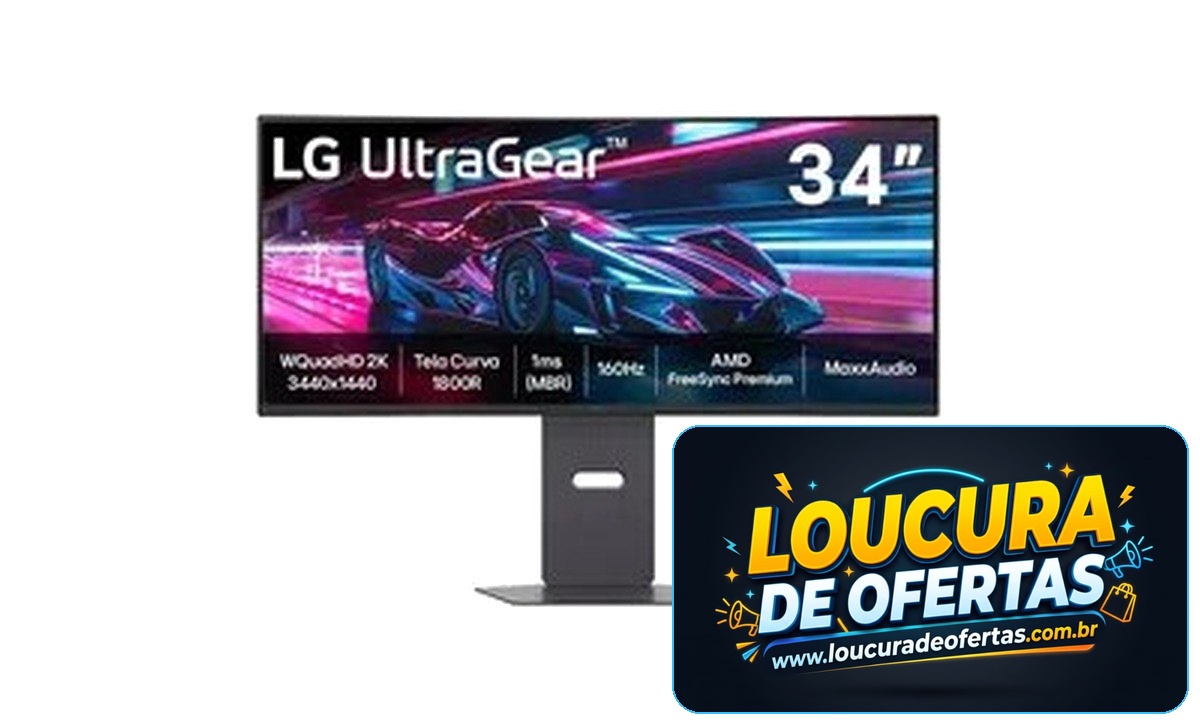 LG UltraGear™
34"
WQuadHD 2K
3440x1440
Tela Curva
1800R
1ms
(MBR)
160Hz
AMD
FreeSync Premium
MaxxAudio
LOUCURA
DE OFERTAS
www.loucuradeofertas.com.br